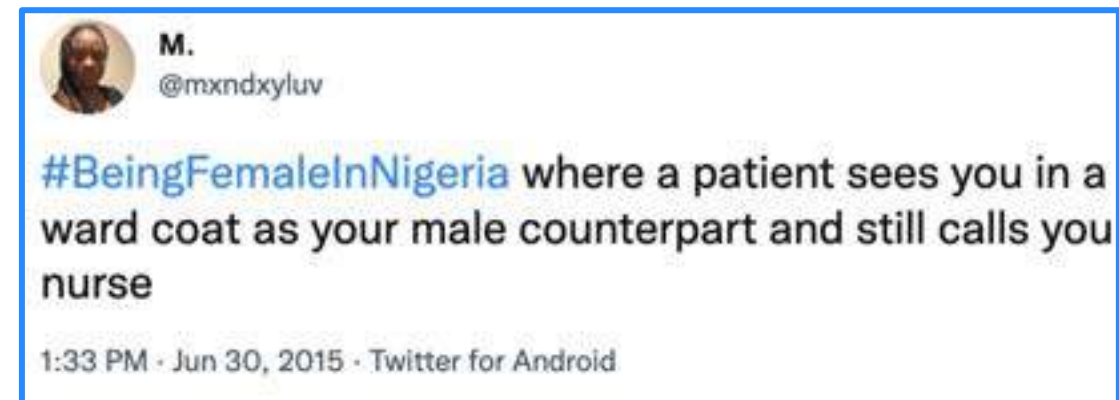 M.
@mxndxyluv
#BeingFemaleInNigeria where a patient sees you in a
ward coat as your male counterpart and still calls you
nurse
1:33 PM · Jun 30, 2015 · Twitter for Android